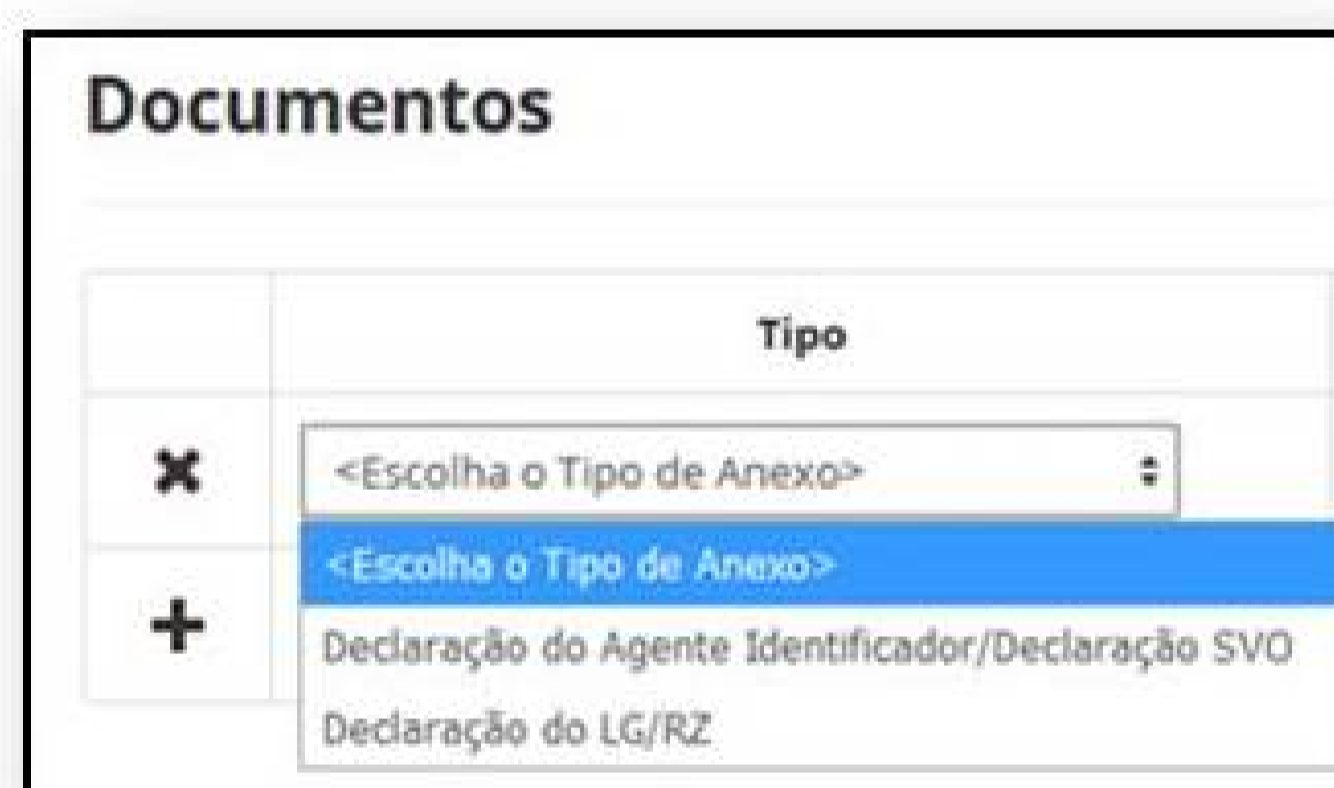 Documentos
Tipo
<Escolha o Tipo de Anexo>
<Escolha o Tipo de Anexo>
Declaração do Agente Identificador/Declaração SVO
Declaração do LG/RZ